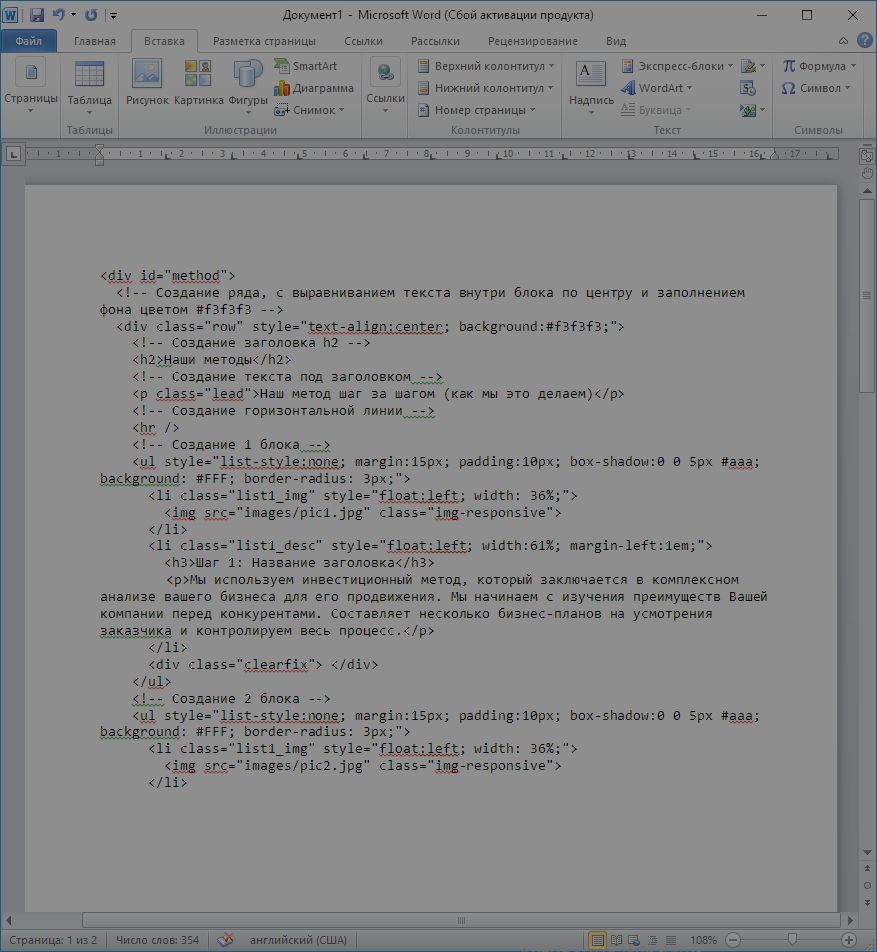 Документ1 - Microsoft Word (Сбой активации продукта)
Файл Главная Вставка Разметка страницы Ссылки Рассылки Рецензирование Вид
Страницы Таблица Рисунок Картинка Фигуры SmartArt Диаграмма Снимок Ссылки Верхний колонтитул Нижний колонтитул Номер страницы Надпись Экспресс-блоки WordArt Буквица Формула Символ
Таблицы Иллюстрации Колонтитулы Текст Символы
1 1 2 3 4 5 6 7 8 9 10 11 12 13 14 15 16 17
<div id="method">
<!-- Создание ряда, с выравниванием текста внутри блока по центру и заполнением
фона цветом #f3f3f3 -->
<div class="row" style="text-align:center; background:#f3f3f3;">
<!-- Создание заголовка h2 -->
<h2>Наши методы</h2>
<!-- Создание текста под заголовком -->
<p class="lead">Наш метод шаг за шагом (как мы это делаем)</p>
<!-- Создание горизонтальной линии -->
<hr />
<!-- Создание 1 блока -->
<ul style="list-style:none; margin:15px; padding:10px; box-shadow:0 0 5px #aaa;
background: #FFF; border-radius: 3px;">
<li class="list1_img" style="float:left; width: 36%;">
<img src="images/pic1.jpg" class="img-responsive">
</li>
<li class="list1_desc" style="float:left; width:61%; margin-left:1em;">
<h3>Шаг 1: Название заголовка</h3>
<p>Мы используем инвестиционный метод, который заключается в комплексном
анализе вашего бизнеса для его продвижения. Мы начинаем с изучения преимуществ Вашей
компании перед конкурентами. Составляет несколько бизнес-планов на усмотрения
заказчика и контролируем весь процесс.</p>
</li>
<div class="clearfix"> </div>
</ul>
<!-- Создание 2 блока -->
<ul style="list-style:none; margin:15px; padding:10px; box-shadow:0 0 5px #aaa;
background: #FFF; border-radius: 3px;">
<li class="list1_img" style="float:left; width: 36%;">
<img src="images/pic2.jpg" class="img-responsive">
</li>
Страница: 1 из 2 Число слов: 354 английский (США) 108%